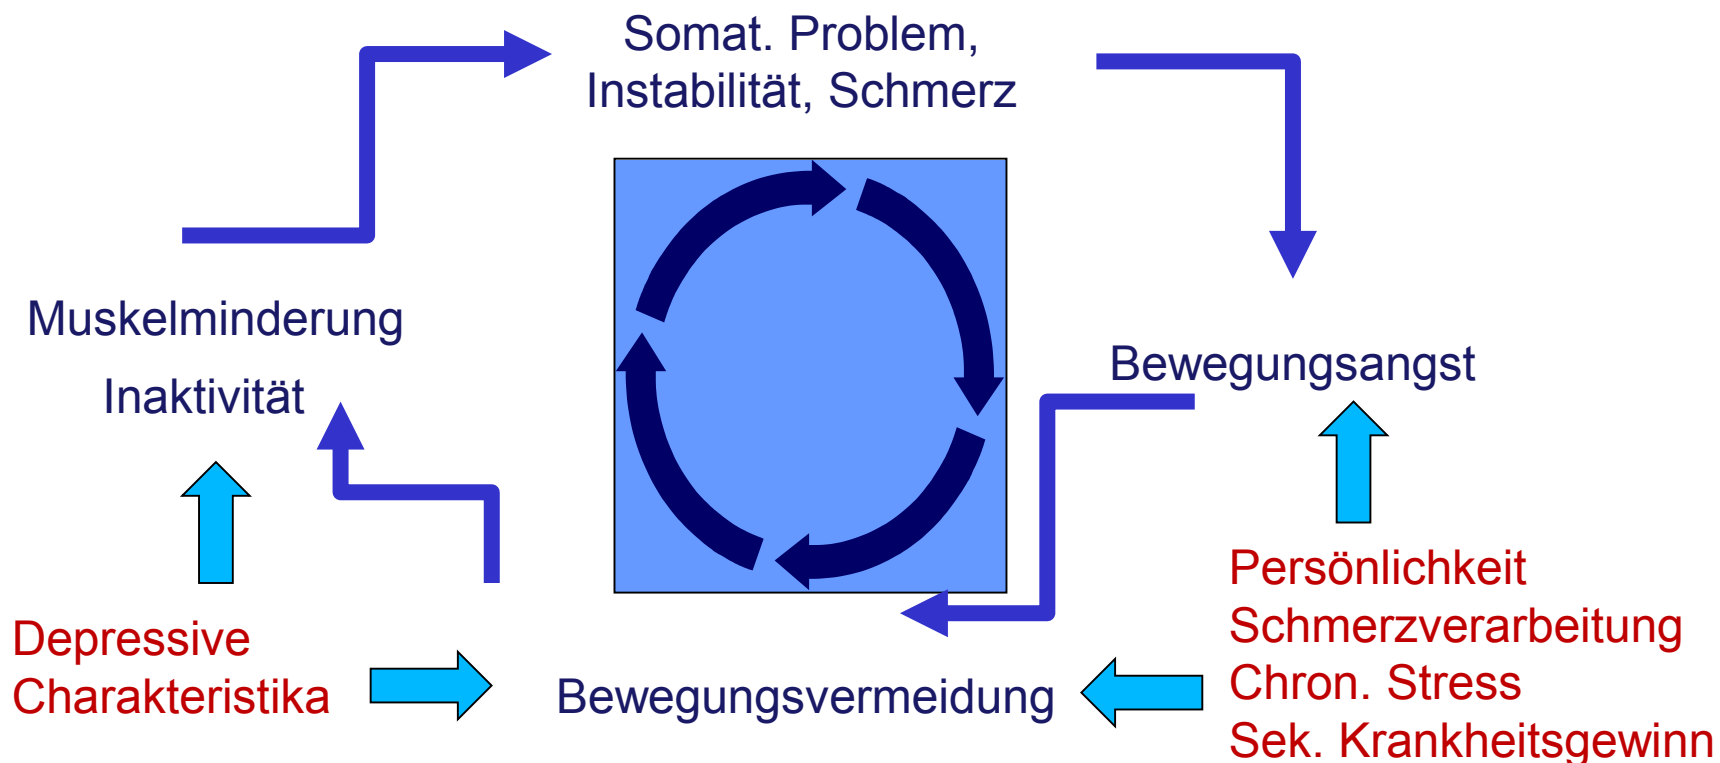 Somat. Problem,
Instabilität, Schmerz
Muskelminderung
Inaktivität
Bewegungsangst
Depressive
Charakteristika
Bewegungsvermeidung
Persönlichkeit
Schmerzverarbeitung
Chron. Stress
Sek. Krankheitsgewinn